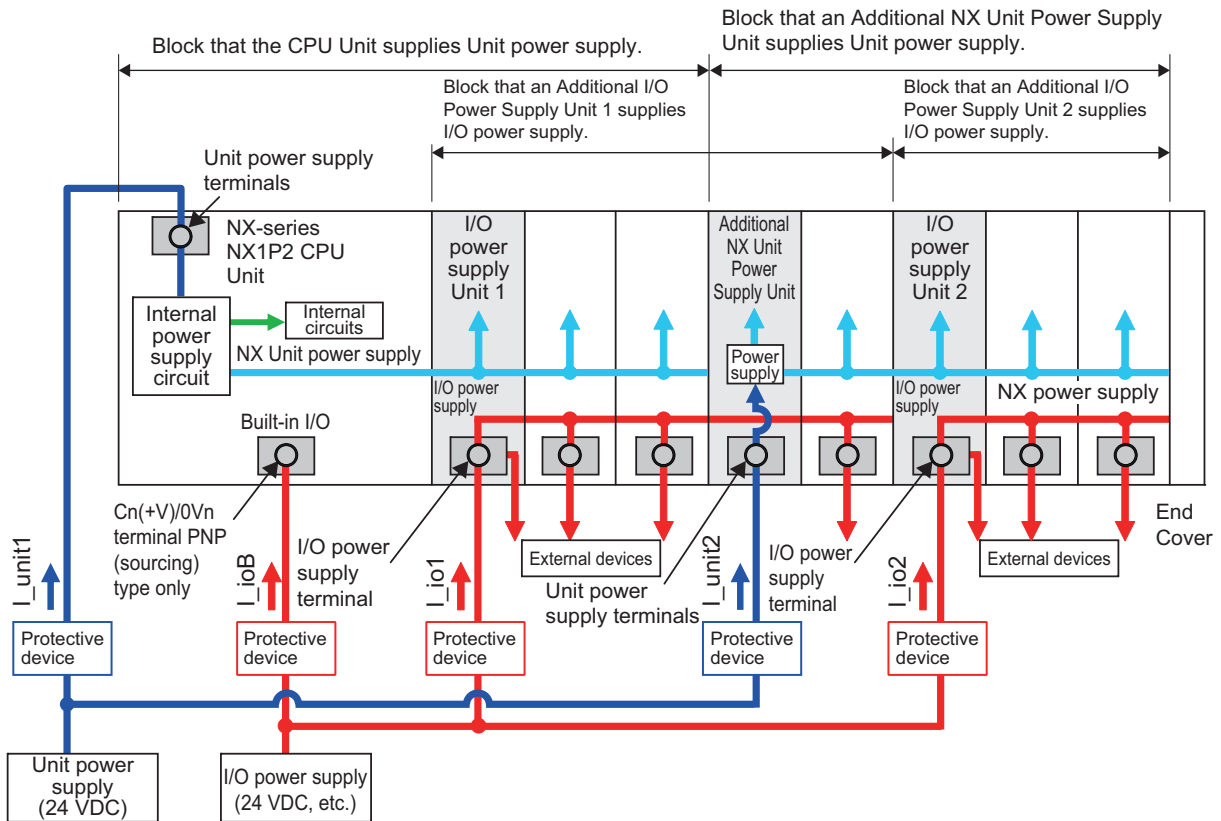 Block that the CPU Unit supplies Unit power supply.
Block that an Additional NX Unit Power Supply
Unit supplies Unit power supply.
Block that an Additional I/O
Power Supply Unit 1 supplies
I/O power supply.
Block that an Additional I/O
Power Supply Unit 2 supplies
I/O power supply.
Unit power supply
terminals
NX-series
NX1P2 CPU
Unit
I/O
power
supply
Unit 1
Additional
NX Unit
Power
Supply Unit
I/O
power
supply
Unit 2
Internal
power
supply
circuit
Internal
circuits
NX Unit power supply
Power
supply
I/O power
supply
I/O power
supply
NX power supply
Built-in I/O
Cn(+V)/0Vn
terminal PNP
(sourcing)
type only
I/O power
supply
terminal
External devices
Unit power
supply terminals
I/O power
supply
terminal
External devices
End
Cover
I_unit1
I_ioB
I_io1
I_unit2
I_io2
Protective
device
Protective
device
Protective
device
Protective
device
Protective
device
Unit power
supply
(24 VDC)
I/O power supply
(24 VDC, etc.)